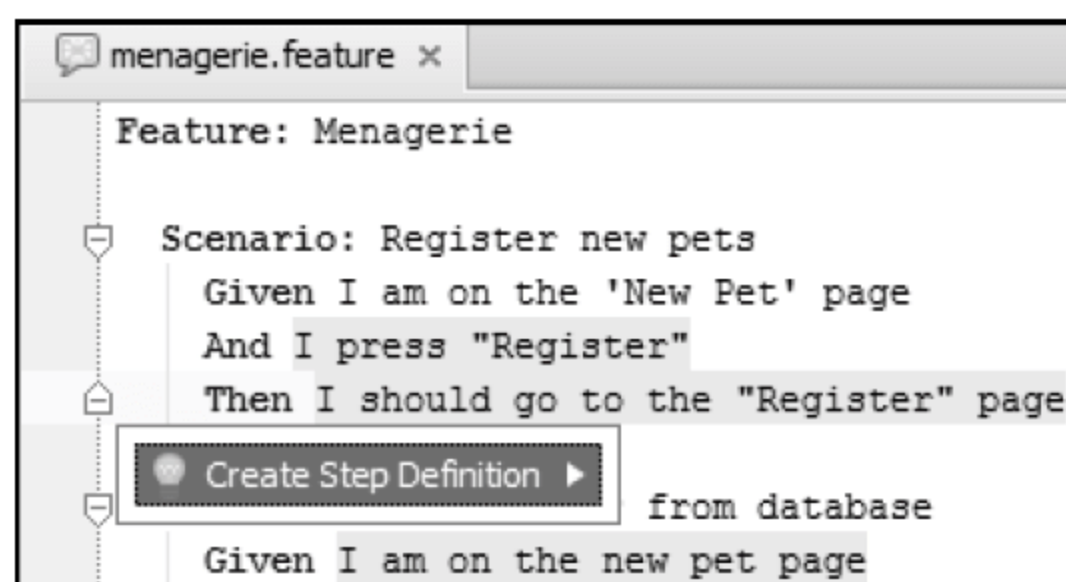 menagerie.feature ×
Feature: Menagerie
Scenario: Register new pets
Given I am on the 'New Pet' page
And I press "Register"
Then I should go to the "Register" page
Create Step Definition
from database
Given I am on the new pet page